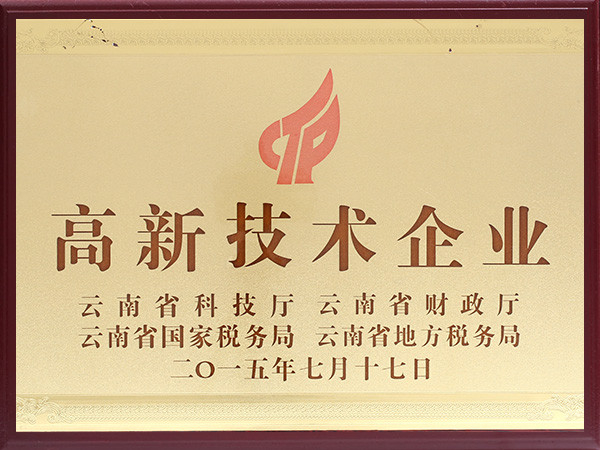 CTP
高新技术企业
云南省科技厅 云南省财政厅
云南省国家税务局 云南省地方税务局
二〇一五年七月十七日